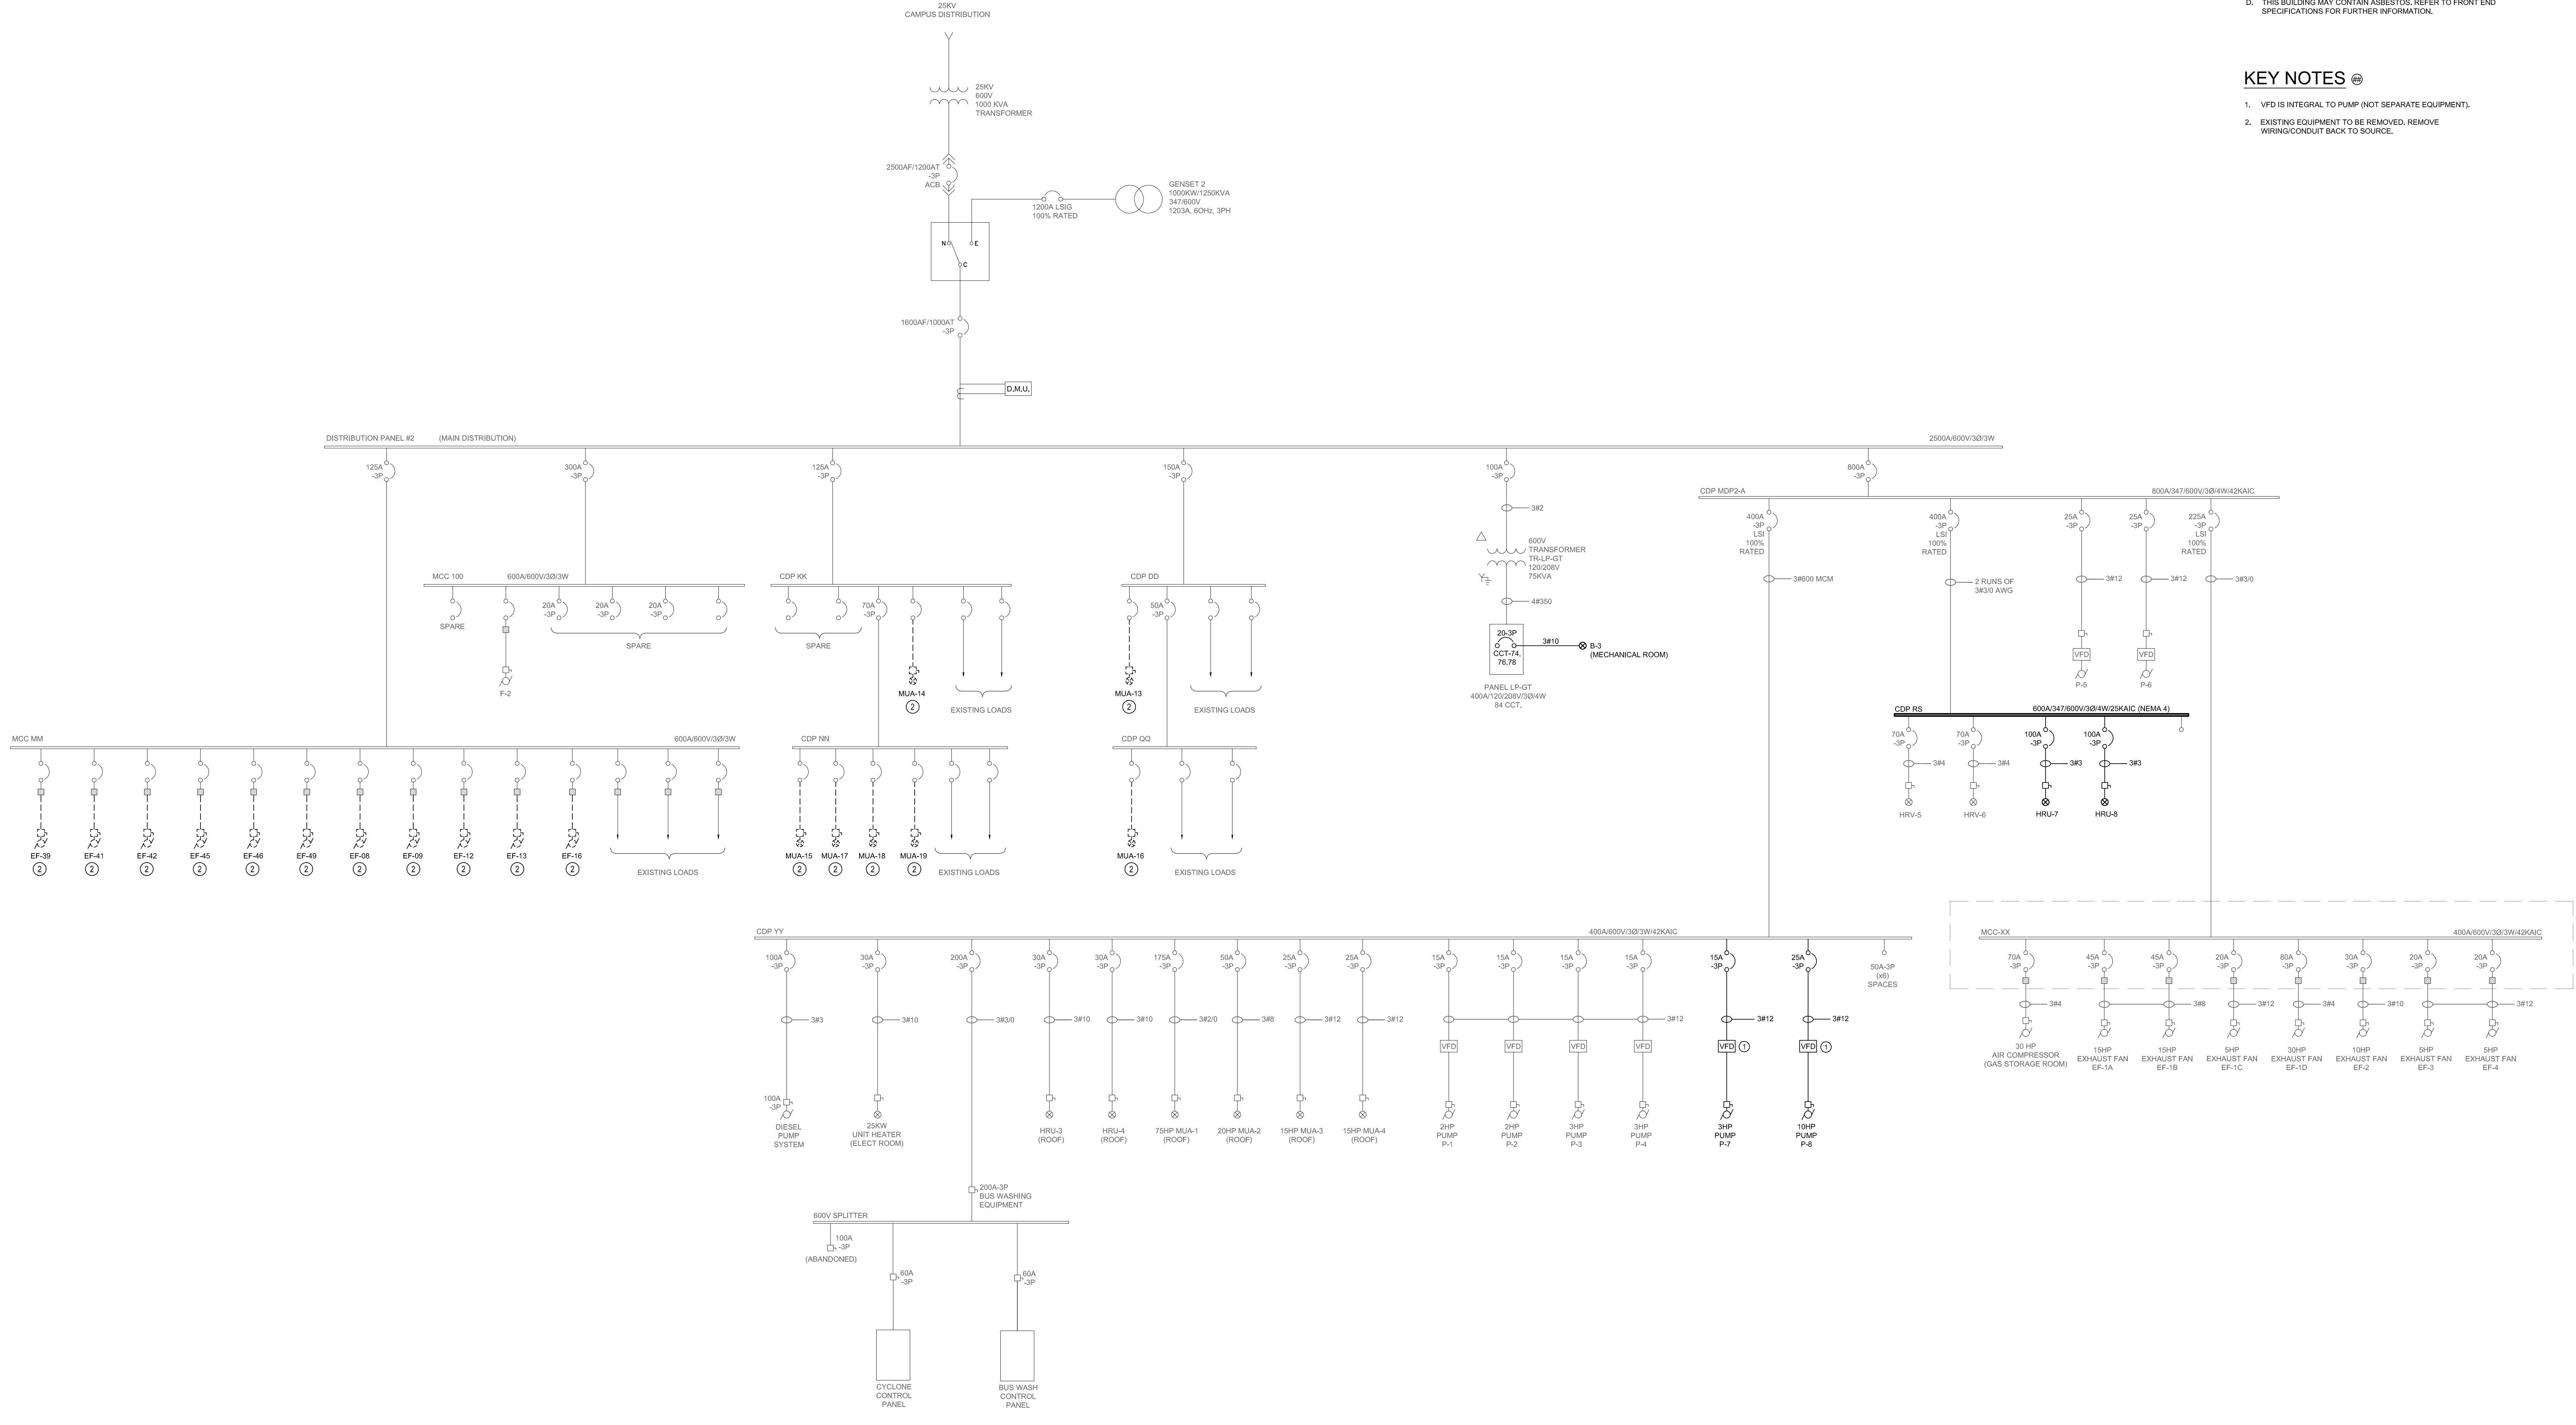 25KV
CAMPUS DISTRIBUTION
D. THIS BUILDING MAY CONTAIN ASBESTOS. REFER TO FRONT END
SPECIFICATIONS FOR FURTHER INFORMATION.
KEY NOTES ##
1. VFD IS INTEGRAL TO PUMP (NOT SEPARATE EQUIPMENT).
2. EXISTING EQUIPMENT TO BE REMOVED. REMOVE
WIRING/CONDUIT BACK TO SOURCE.
25KV
600V
1000 KVA
TRANSFORMER
2500AF/1200AT
-3P
ACB
1200A LSIG
100% RATED
GENSET 2
1000KW/1250KVA
347/600V
1203A, 6OHz, 3PH
N E
C
1600AF/1000AT
-3P
D.M.U.
DISTRIBUTION PANEL #2 (MAIN DISTRIBUTION) 2500A/600V/3Ø/3W
125A
-3P
300A
-3P
125A
-3P
150A
-3P
100A
-3P
800A
-3P
CDP MDP2-A 800A/347/600V/3Ø/4W/42KAIC
400A
-3P
LSI
100%
RATED
400A
-3P
LSI
100%
RATED
25A
-3P
25A
-3P
225A
-3P
LSI
100%
RATED
3#2
600V
TRANSFORMER
TR-LP-GT
120/208V
75KVA
4#350
3#600 MCM
2 RUNS OF
3#3/0 AWG
3#12
3#12
3#3/0
MCC 100 600A/600V/3Ø/3W
SPARE
20A
-3P
20A
-3P
20A
-3P
SPARE
F-2
CDP KK
70A
-3P
SPARE
MUA-14
2
EXISTING LOADS
CDP DD
50A
-3P
MUA-13
2
EXISTING LOADS
20-3P
CCT-74,
76,78
3#10
B-3
(MECHANICAL ROOM)
PANEL LP-GT
400A/120/208V/3Ø/4W
84 CCT.
VFD
VFD
P-5
P-6
CDP RS 600A/347/600V/3Ø/4W/25KAIC (NEMA 4)
70A
-3P
70A
-3P
100A
-3P
100A
-3P
3#4
3#4
3#3
3#3
HRV-5
HRV-6
HRU-7
HRU-8
MCC MM 600A/600V/3Ø/3W
EF-39 EF-41 EF-42 EF-45 EF-46 EF-49 EF-08 EF-09 EF-12 EF-13 EF-16
2 2 2 2 2 2 2 2 2 2 2
EXISTING LOADS
CDP NN
MUA-15 MUA-17 MUA-18 MUA-19
2 2 2 2
EXISTING LOADS
CDP QQ
MUA-16
2
EXISTING LOADS
CDP YY 400A/600V/3Ø/3W/42KAIC
100A
-3P
30A
-3P
200A
-3P
30A
-3P
30A
-3P
175A
-3P
50A
-3P
25A
-3P
25A
-3P
15A
-3P
15A
-3P
15A
-3P
15A
-3P
15A
-3P
25A
-3P
50A-3P
(x6)
SPACES
3#3
3#10
3#3/0
3#10
3#10
3#2/0
3#8
3#12
3#12
3#12
3#12
3#12
VFD VFD VFD VFD VFD 1 VFD 1
100A
-3P
DIESEL
PUMP
SYSTEM
25KW
UNIT HEATER
(ELECT ROOM)
HRU-3
(ROOF)
HRU-4
(ROOF)
75HP MUA-1
(ROOF)
20HP MUA-2
(ROOF)
15HP MUA-3
(ROOF)
15HP MUA-4
(ROOF)
2HP
PUMP
P-1
2HP
PUMP
P-2
3HP
PUMP
P-3
3HP
PUMP
P-4
3HP
PUMP
P-7
10HP
PUMP
P-8
MCC-XX 400A/600V/3Ø/3W/42KAIC
70A
-3P
45A
-3P
45A
-3P
20A
-3P
80A
-3P
30A
-3P
20A
-3P
20A
-3P
3#4
3#8
3#12
3#4
3#10
3#12
30 HP
AIR COMPRESSOR
(GAS STORAGE ROOM)
15HP
EXHAUST FAN
EF-1A
15HP
EXHAUST FAN
EF-1B
5HP
EXHAUST FAN
EF-1C
30HP
EXHAUST FAN
EF-1D
10HP
EXHAUST FAN
EF-2
5HP
EXHAUST FAN
EF-3
5HP
EXHAUST FAN
EF-4
200A-3P
BUS WASHING
EQUIPMENT
600V SPLITTER
100A
-3P
(ABANDONED)
60A
-3P
60A
-3P
CYCLONE
CONTROL
PANEL
BUS WASH
CONTROL
PANEL